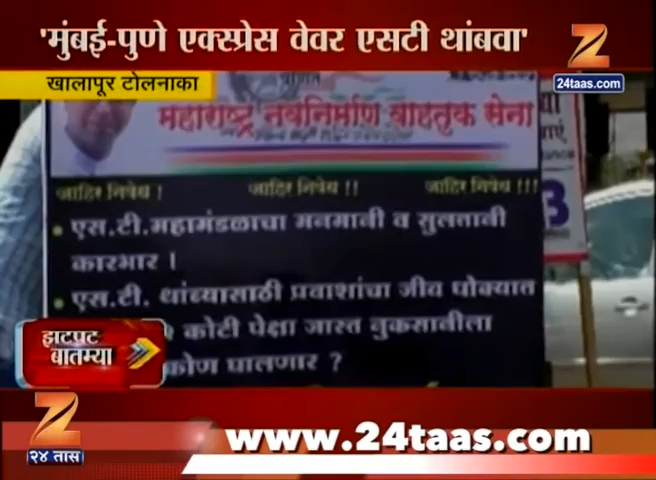 'मुंबई-पुणे एक्स्प्रेस वेवर एसटी थांबवा'
खालापूर टोलनाका
24taas.com
महाराष्ट्र नवनिर्माण वाहतुक सेना
जाहिर निषेध ! जाहिर निषेध !! जाहिर निषेध !!!
एस.टी.महामंडळाचा मनमानी व सुलतानी
कारभार ।
एस.टी. थांब्यासाठी प्रवाशांचा जीव धोक्यात
कोटी पेक्षा जास्त नुकसानीला
कोण घालणार ?
झटपट
बातम्या
२४ तास
www.24taas.com